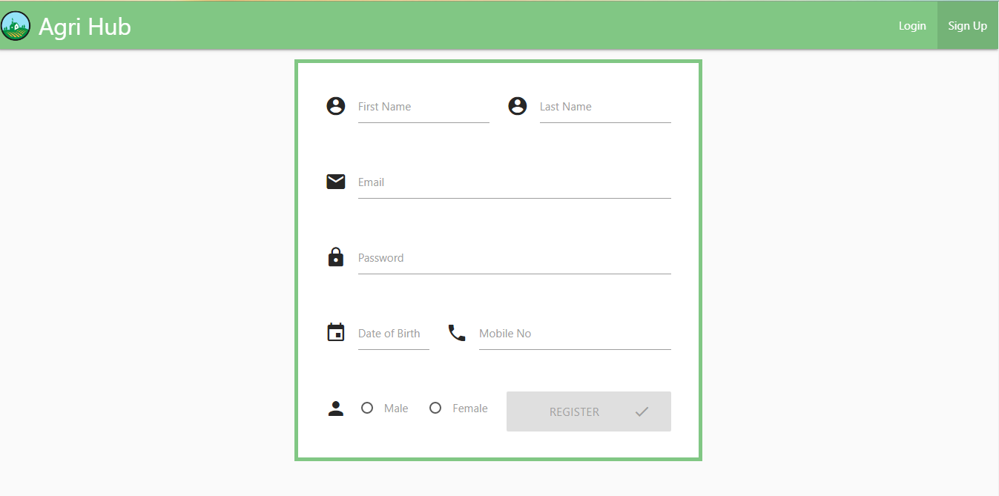 Agri Hub
Login
Sign Up
First Name
Last Name
Email
Password
Date of Birth
Mobile No
Male
Female
REGISTER